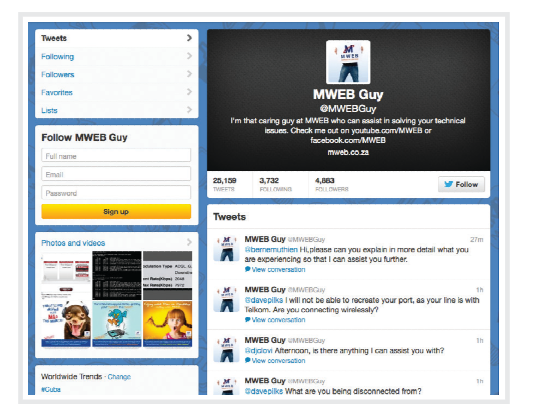 Tweets
Following
Followers
Favorites
Lists
Follow MWEB Guy
Full name
Email
Password
Sign up
Photos and videos
Worldwide Trends · Change
#Cuba
MWEB
MWEB Guy
@MWEBGuy
I'm that caring guy at MWEB who can assist in solving your technical
issues. Check me out on youtube.com/MWEB or
facebook.com/MWEB
mweb.co.za
25,159
TWEETS
3,732
FOLLOWING
4,863
FOLLOWERS
Follow
Tweets
MWEB Guy @MWEBGuy 27m
@bernemuthien Hi,please can you explain in more detail what you
are experiencing so that I can assist you further.
View conversation
MWEB Guy @MWEBGuy 1h
@davepilks I will not be able to recreate your port, as your line is with
Telkom. Are you connecting wirelessly?
View conversation
MWEB Guy @MWEBGuy 1h
@djclovi Afternoon, is there anything I can assist you with?
View conversation
MWEB Guy @MWEBGuy 1h
@davepilks What are you being disconnected from?